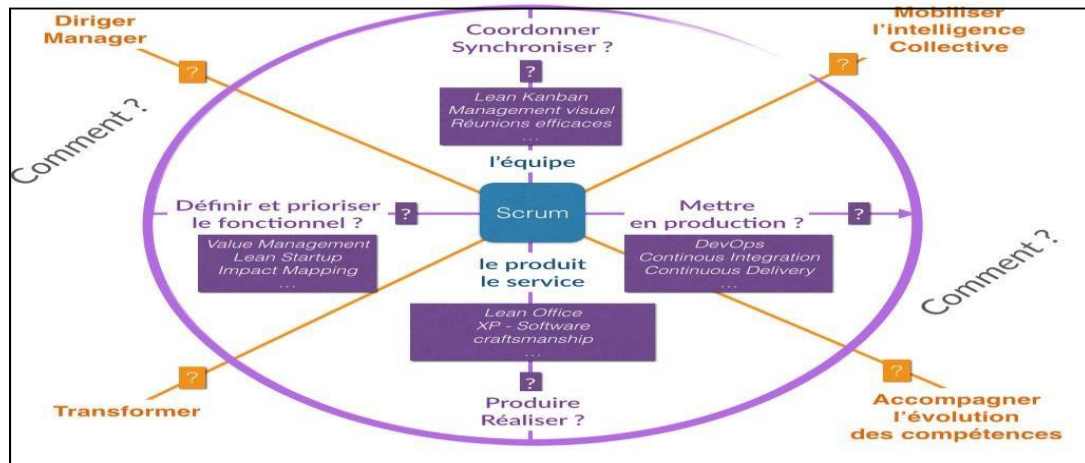 Diriger
Manager
?
Coordonner
Synchroniser ?
?
Mobiliser
l'intelligence
Collective
?
Comment ?
Lean Kanban
Management visuel
Réunions efficaces
...
l'équipe
Définir et prioriser
le fonctionnel ?
?
Value Management
Lean Startup
Impact Mapping
...
Scrum
Mettre
en production ?
?
DevOps
Continous Integration
Continuous Delivery
...
Comment ?
le produit
le service
Lean Office
XP - Software
craftsmanship
...
?
Produire
Réaliser ?
?
Transformer
?
Accompagner
l'évolution
des compétences